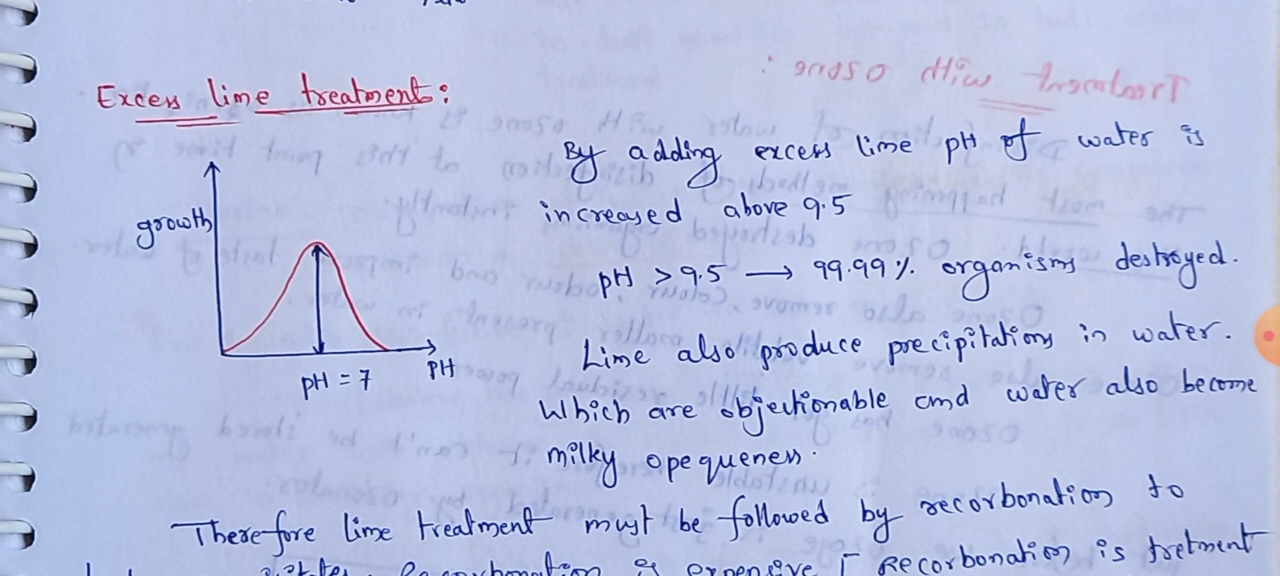 Excess lime treatment:
By adding excess lime pH of water is
increased above 9.5
growth
pH > 9.5 → 99.99% organisms destroyed.
Lime also produce precipitations in water.
pH = 7
PH
Which are objectionable and water also become
milky opequeness.
Therefore lime treatment must be followed by recorbonation to
is expensive Recorbonation is tretment